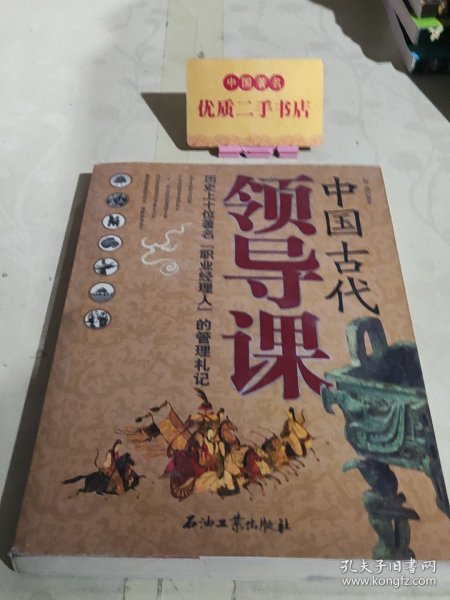 中国著名
优质二手书店
中国古代
领导课
历史上十位著名“职业经理人”的管理札记
石油工业出版社
孔夫子旧书网
www.kongfz.com